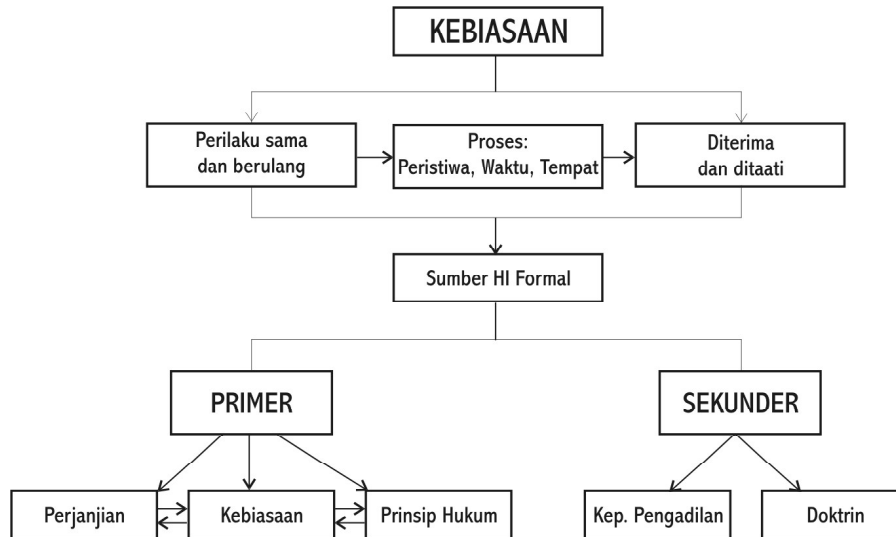 KEBIASAAN
Perilaku sama
dan berulang
Proses:
Peristiwa, Waktu, Tempat
Diterima
dan ditaati
Sumber HI Formal
PRIMER
SEKUNDER
Perjanjian
Kebiasaan
Prinsip Hukum
Kep. Pengadilan
Doktrin